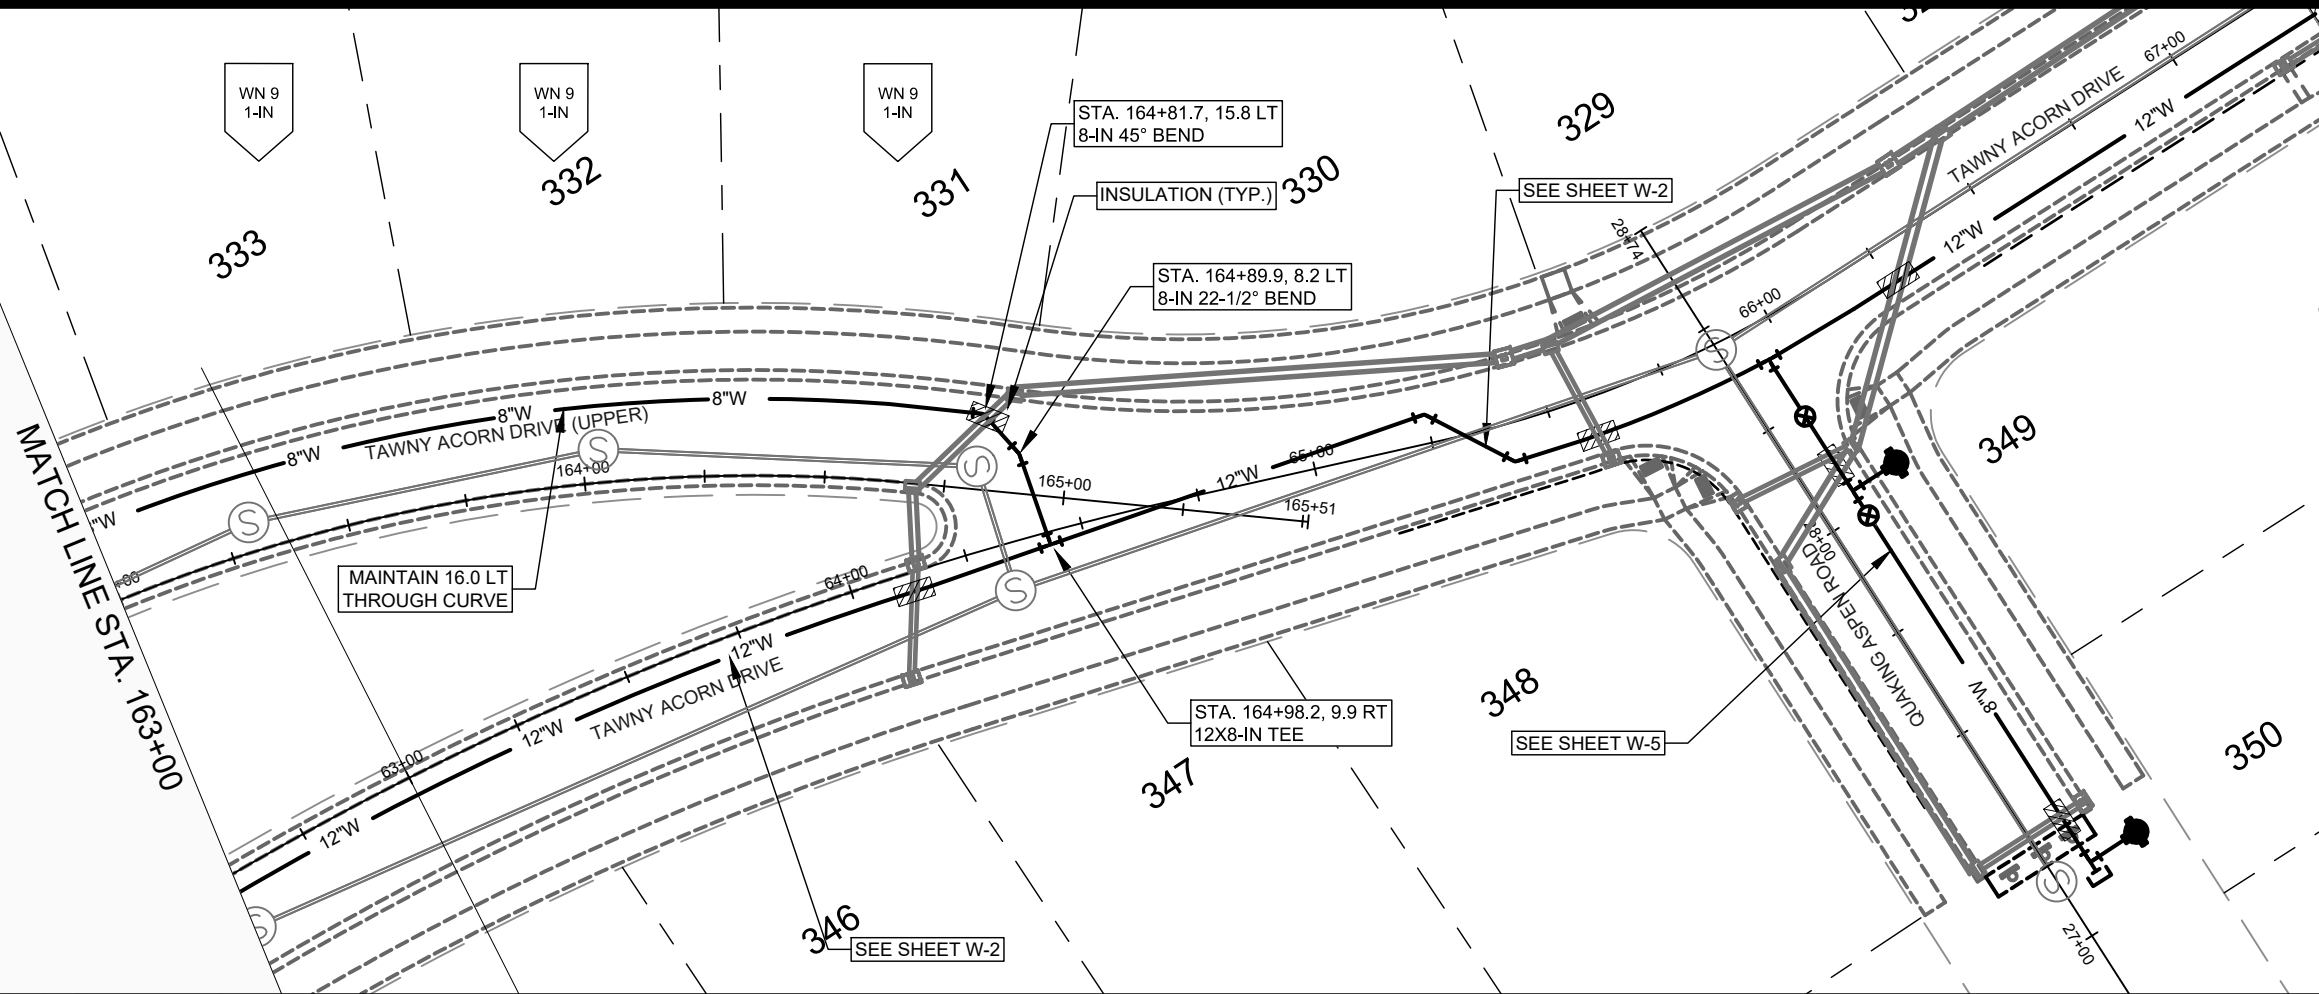 WN 9
1-IN
WN 9
1-IN
WN 9
1-IN
333
332
331
330
329
STA. 164+81.7, 15.8 LT
8-IN 45° BEND
INSULATION (TYP.)
STA. 164+89.9, 8.2 LT
8-IN 22-1/2° BEND
SEE SHEET W-2
28+74
66+00
67+00
TAWNY ACORN DRIVE
12"W
12"W
8"W
8"W
8"W
"W
TAWNY ACORN DRIVE (UPPER)
164+00
165+00
165+51
65+00
12"W
MATCH LINE STA. 163+00
+00
MAINTAIN 16.0 LT
THROUGH CURVE
64+00
63+00
12"W
12"W
12"W
TAWNY ACORN DRIVE
STA. 164+98.2, 9.9 RT
12X8-IN TEE
SEE SHEET W-2
SEE SHEET W-5
346
347
348
349
350
28+00
QUAKING ASPEN ROAD
8"W
27+00
S
S
S
S
S
S
S